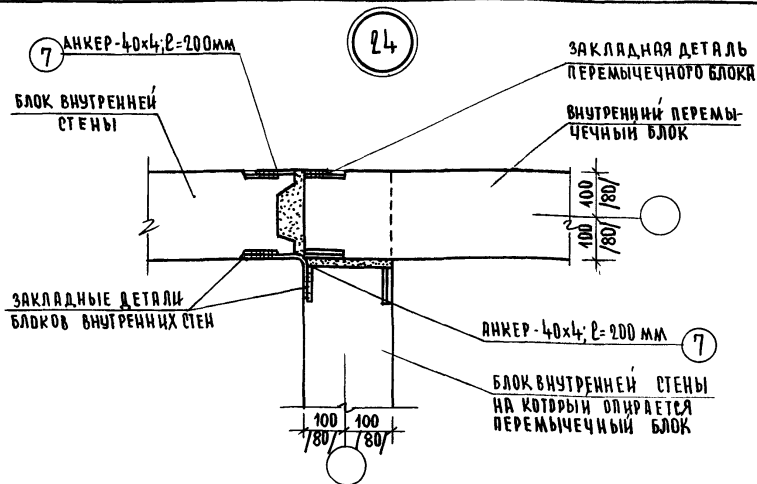 24
7 АНКЕР-40х4; ℓ=200мм
ЗАКЛАДНАЯ ДЕТАЛЬ
ПЕРЕМЫЧЕЧНОГО БЛОКА
БЛОК ВНУТРЕННЕЙ
СТЕНЫ
ВНУТРЕННИЙ ПЕРЕМЫ-
ЧЕЧНЫЙ БЛОК
100
/80/
100
/80/
ЗАКЛАДНЫЕ ДЕТАЛИ
БЛОКОВ ВНУТРЕННИХ СТЕН
АНКЕР-40х4; ℓ=200 мм 7
БЛОК ВНУТРЕННЕЙ СТЕНЫ
НА КОТОРЫЙ ОПИРАЕТСЯ
ПЕРЕМЫЧЕЧНЫЙ БЛОК
100 100
/80/ /80/